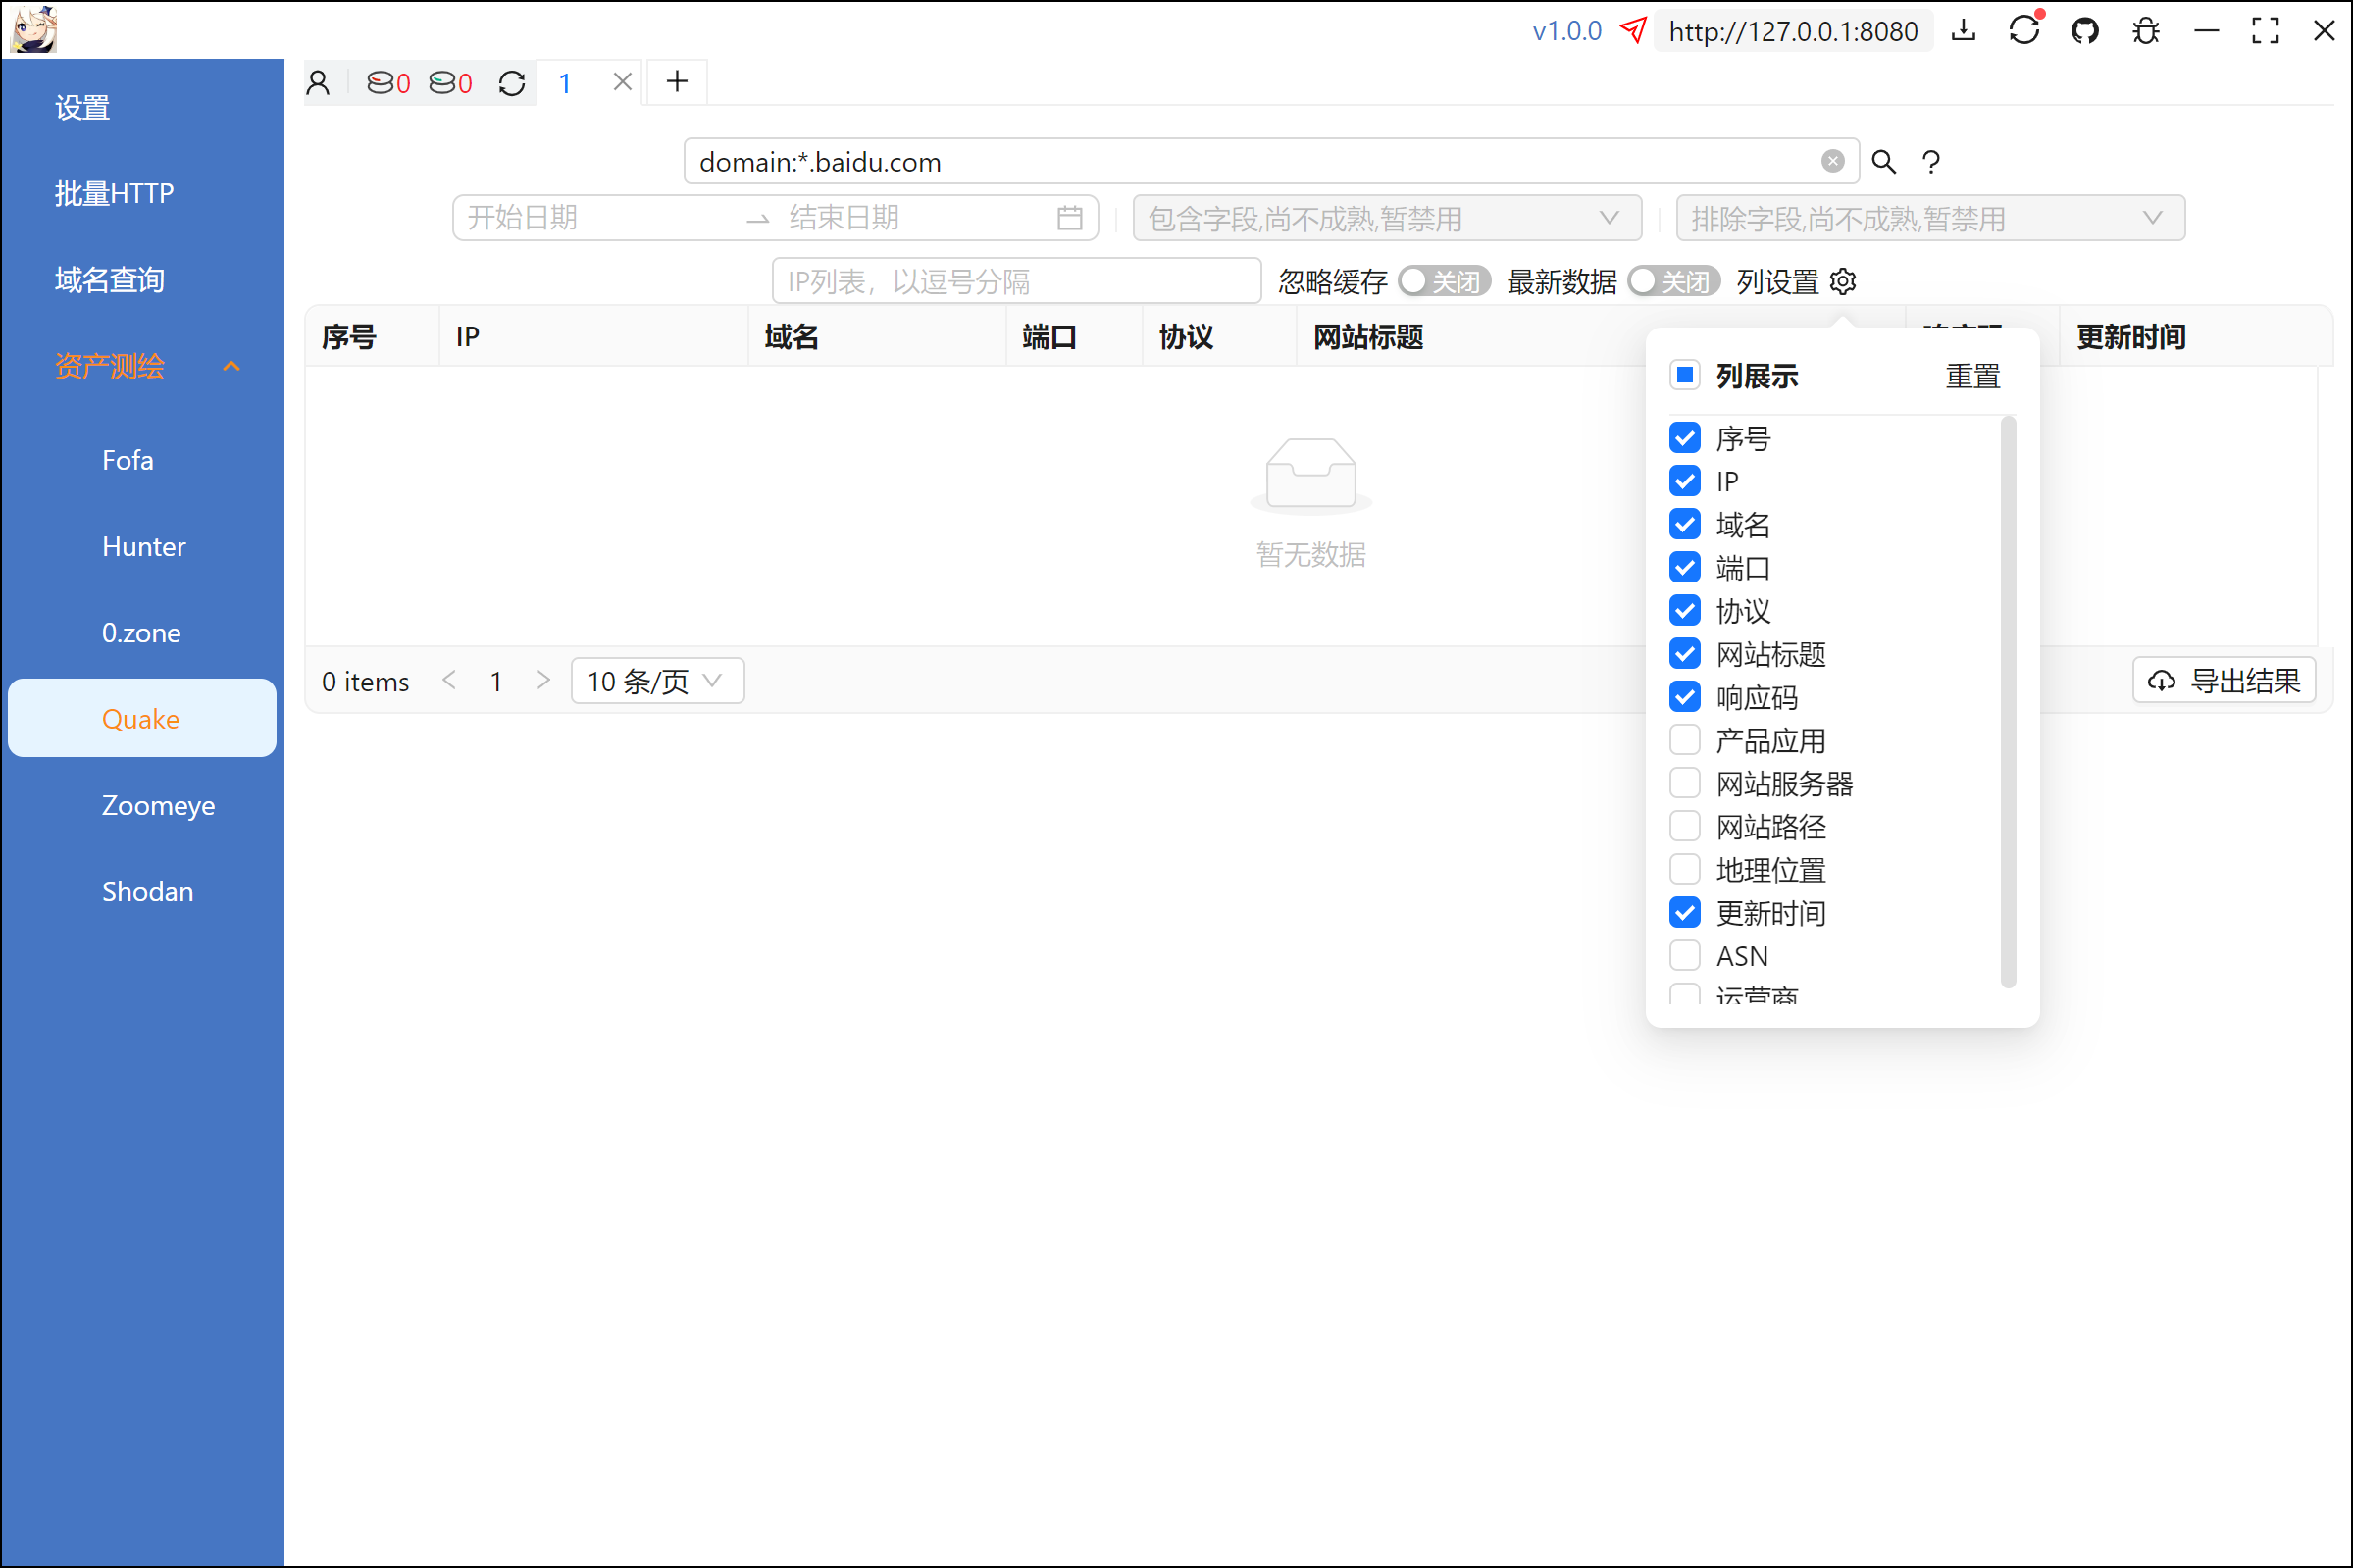 v1.0.0 http://127.0.0.1:8080
设置
批量HTTP
域名查询
资产测绘
Fofa
Hunter
0.zone
Quake
Zoomeye
Shodan
0 0 1
domain:*.baidu.com
开始日期 结束日期 包含字段,尚不成熟,暂禁用 排除字段,尚不成熟,暂禁用
IP列表，以逗号分隔 忽略缓存 关闭 最新数据 关闭 列设置
序号 IP 域名 端口 协议 网站标题 更新时间
暂无数据
0 items 1 10 条/页 导出结果
列展示 重置
序号
IP
域名
端口
协议
网站标题
响应码
产品应用
网站服务器
网站路径
地理位置
更新时间
ASN
运营商